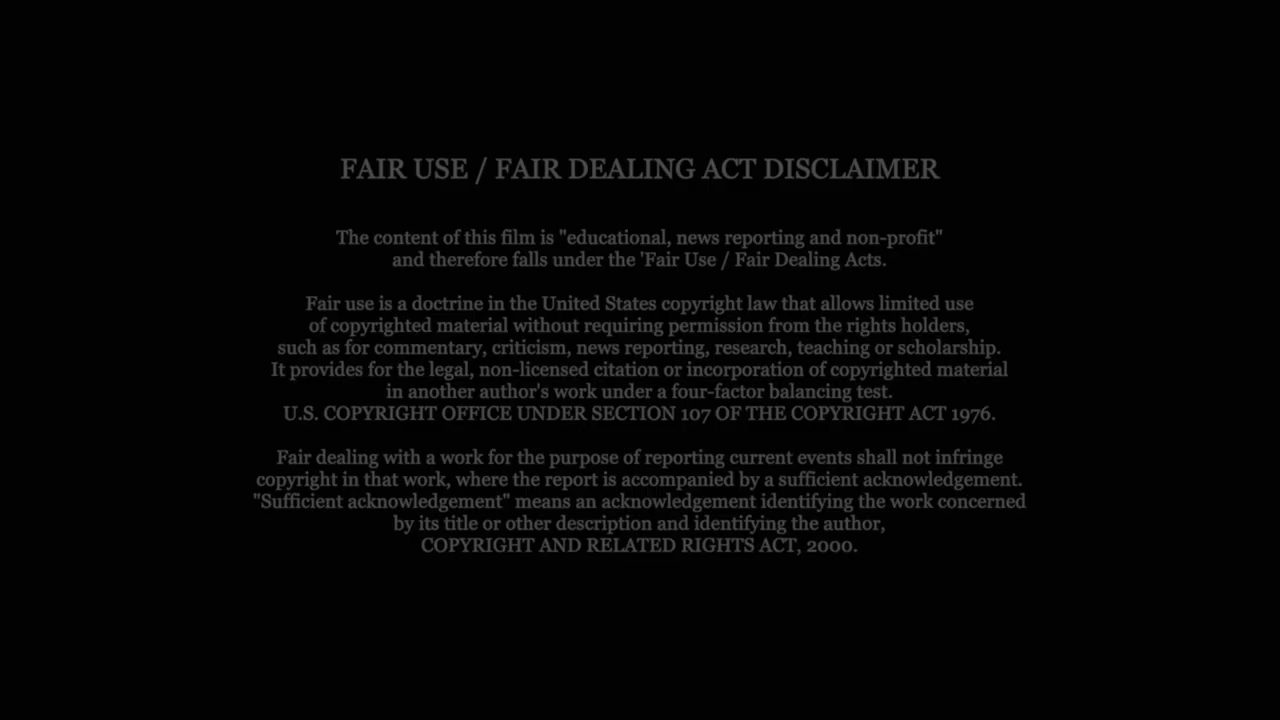 FAIR USE / FAIR DEALING ACT DISCLAIMER
The content of this film is "educational, news reporting and non-profit"
and therefore falls under the 'Fair Use / Fair Dealing Acts.
Fair use is a doctrine in the United States copyright law that allows limited use
of copyrighted material without requiring permission from the rights holders,
such as for commentary, criticism, news reporting, research, teaching or scholarship.
It provides for the legal, non-licensed citation or incorporation of copyrighted material
in another author's work under a four-factor balancing test.
U.S. COPYRIGHT OFFICE UNDER SECTION 107 OF THE COPYRIGHT ACT 1976.
Fair dealing with a work for the purpose of reporting current events shall not infringe
copyright in that work, where the report is accompanied by a sufficient acknowledgement.
"Sufficient acknowledgement" means an acknowledgement identifying the work concerned
by its title or other description and identifying the author,
COPYRIGHT AND RELATED RIGHTS ACT, 2000.